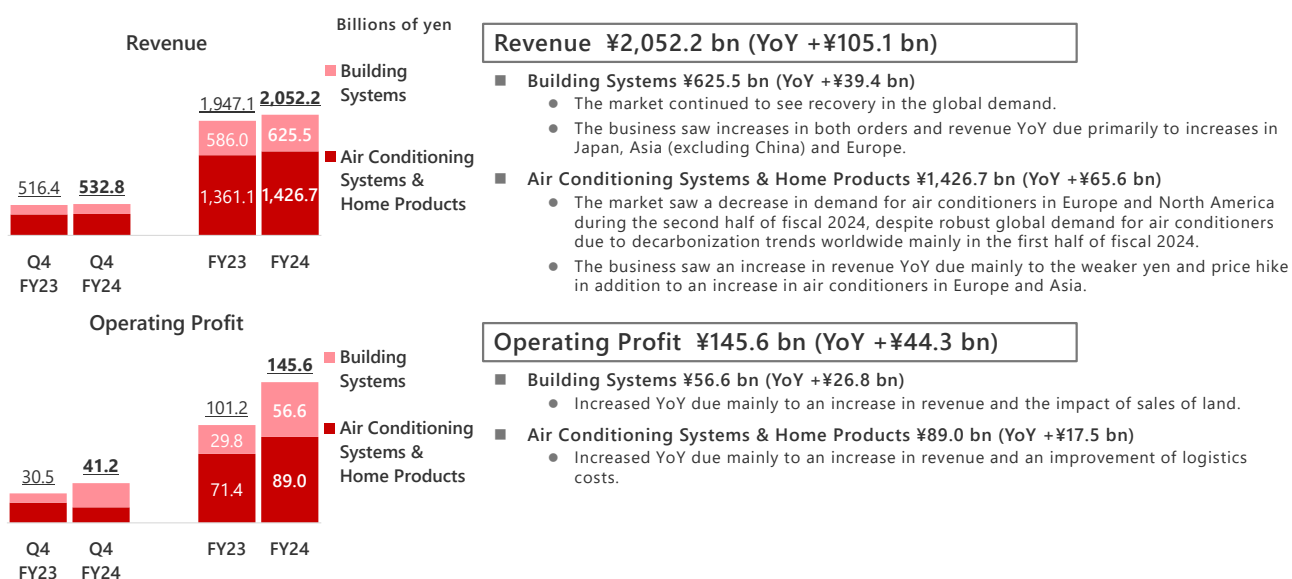 Billions of yen
Revenue
Building
Systems
Air Conditioning
Systems &
Home Products
516.4
532.8
1,947.1
2,052.2
586.0
625.5
1,361.1
1,426.7
Q4
FY23
Q4
FY24
FY23
FY24
Revenue ¥2,052.2 bn (YoY +¥105.1 bn)
■ Building Systems ¥625.5 bn (YoY +¥39.4 bn)
● The market continued to see recovery in the global demand.
● The business saw increases in both orders and revenue YoY due primarily to increases in
Japan, Asia (excluding China) and Europe.
■ Air Conditioning Systems & Home Products ¥1,426.7 bn (YoY +¥65.6 bn)
● The market saw a decrease in demand for air conditioners in Europe and North America
during the second half of fiscal 2024, despite robust global demand for air conditioners
due to decarbonization trends worldwide mainly in the first half of fiscal 2024.
● The business saw an increase in revenue YoY due mainly to the weaker yen and price hike
in addition to an increase in air conditioners in Europe and Asia.
Operating Profit
Building
Systems
Air Conditioning
Systems &
Home Products
30.5
41.2
101.2
145.6
29.8
56.6
71.4
89.0
Q4
FY23
Q4
FY24
FY23
FY24
Operating Profit ¥145.6 bn (YoY +¥44.3 bn)
■ Building Systems ¥56.6 bn (YoY +¥26.8 bn)
● Increased YoY due mainly to an increase in revenue and the impact of sales of land.
■ Air Conditioning Systems & Home Products ¥89.0 bn (YoY +¥17.5 bn)
● Increased YoY due mainly to an increase in revenue and an improvement of logistics
costs.